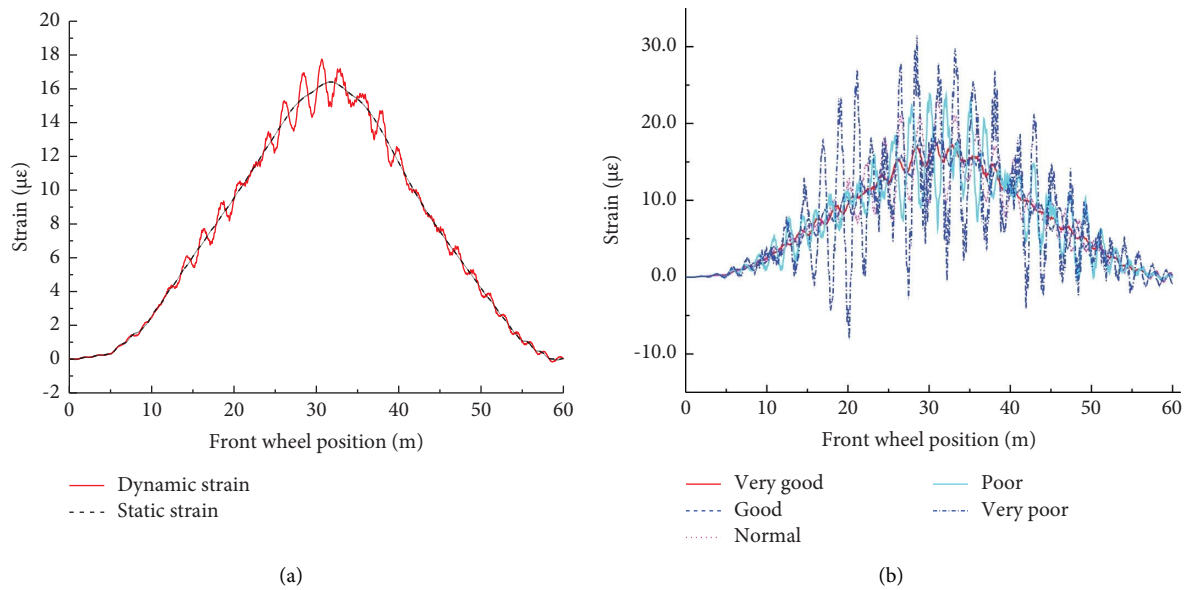 20
18
16
14
12
10
8
6
4
2
0
-2
Strain (με)
0 10 20 30 40 50 60
Front wheel position (m)
Dynamic strain
Static strain
(a)
30.0
20.0
10.0
0.0
-10.0
Strain (με)
0 10 20 30 40 50 60
Front wheel position (m)
Very good
Good
Normal
Poor
Very poor
(b)